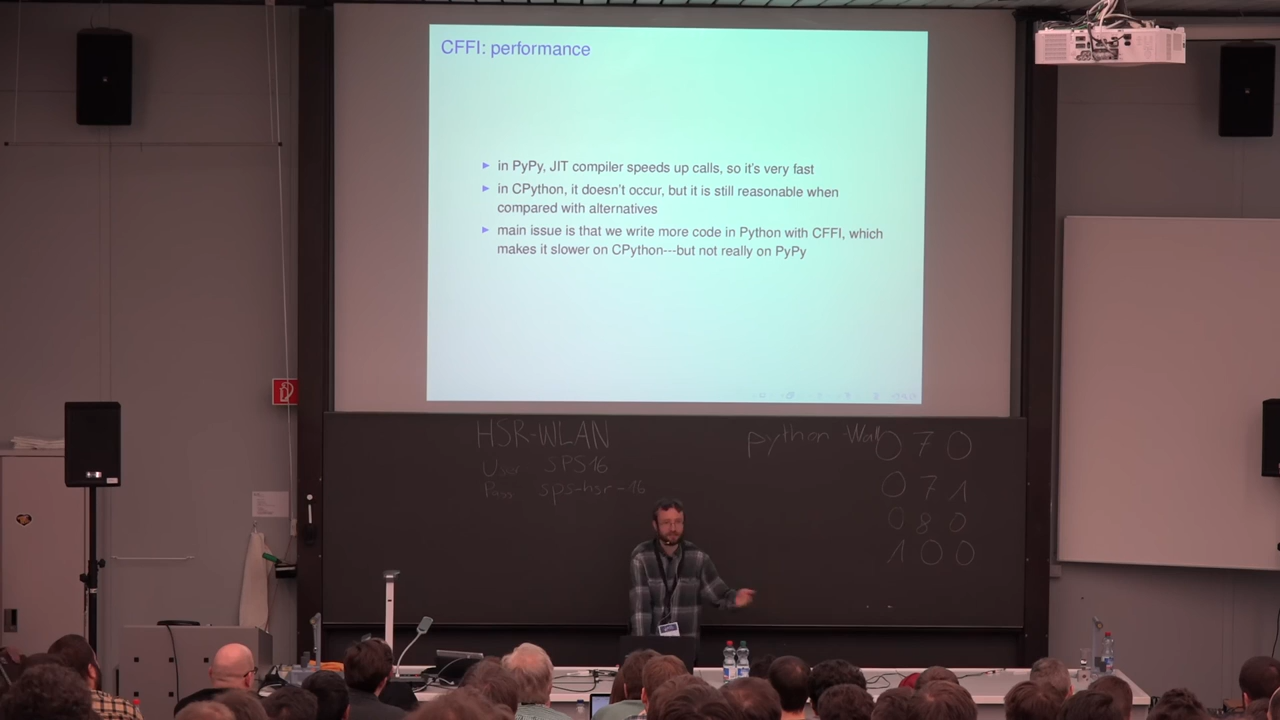 CFFI: performance
in PyPy, JIT compiler speeds up calls, so it's very fast
in CPython, it doesn't occur, but it is still reasonable when
compared with alternatives
main issue is that we write more code in Python with CFFI, which
makes it slower on CPython---but not really on PyPy
HSR-WLAN
User SPS16
Pass sps-hsr-16
python-Wall
070
071
080
100